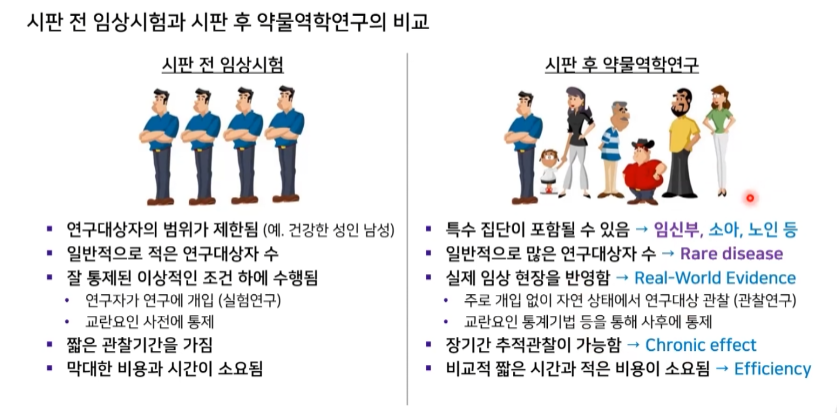 시판 전 임상시험과 시판 후 약물역학연구의 비교
시판 전 임상시험
▪ 연구대상자의 범위가 제한됨 (예. 건강한 성인 남성)
▪ 일반적으로 적은 연구대상자 수
▪ 잘 통제된 이상적인 조건 하에 수행됨
• 연구자가 연구에 개입 (실험연구)
• 교란요인 사전에 통제
▪ 짧은 관찰기간을 가짐
▪ 막대한 비용과 시간이 소요됨
시판 후 약물역학연구
▪ 특수 집단이 포함될 수 있음 → 임신부, 소아, 노인 등
▪ 일반적으로 많은 연구대상자 수 → Rare disease
▪ 실제 임상 현장을 반영함 → Real-World Evidence
• 주로 개입 없이 자연 상태에서 연구대상 관찰 (관찰연구)
• 교란요인 통계기법 등을 통해 사후에 통제
▪ 장기간 추적관찰이 가능함 → Chronic effect
▪ 비교적 짧은 시간과 적은 비용이 소요됨 → Efficiency